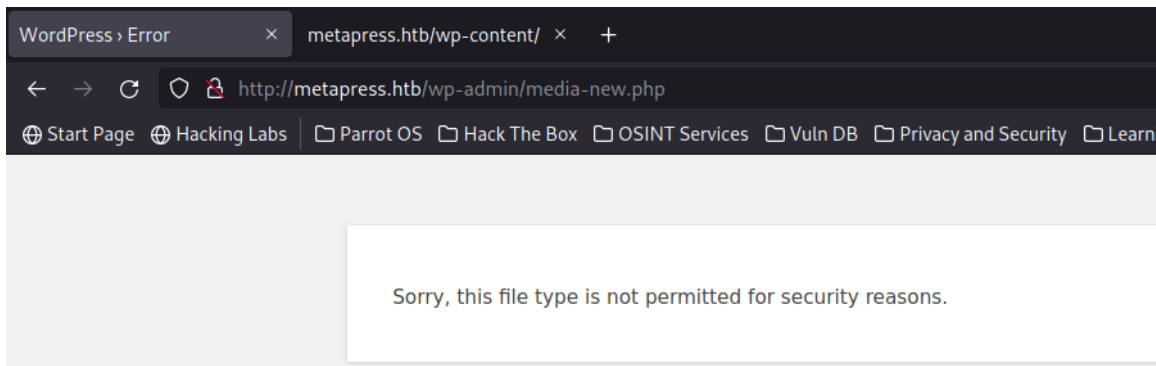 WordPress › Error × metapress.htb/wp-content/ × +
http://metapress.htb/wp-admin/media-new.php
Start Page Hacking Labs Parrot OS Hack The Box OSINT Services Vuln DB Privacy and Security Learn
Sorry, this file type is not permitted for security reasons.